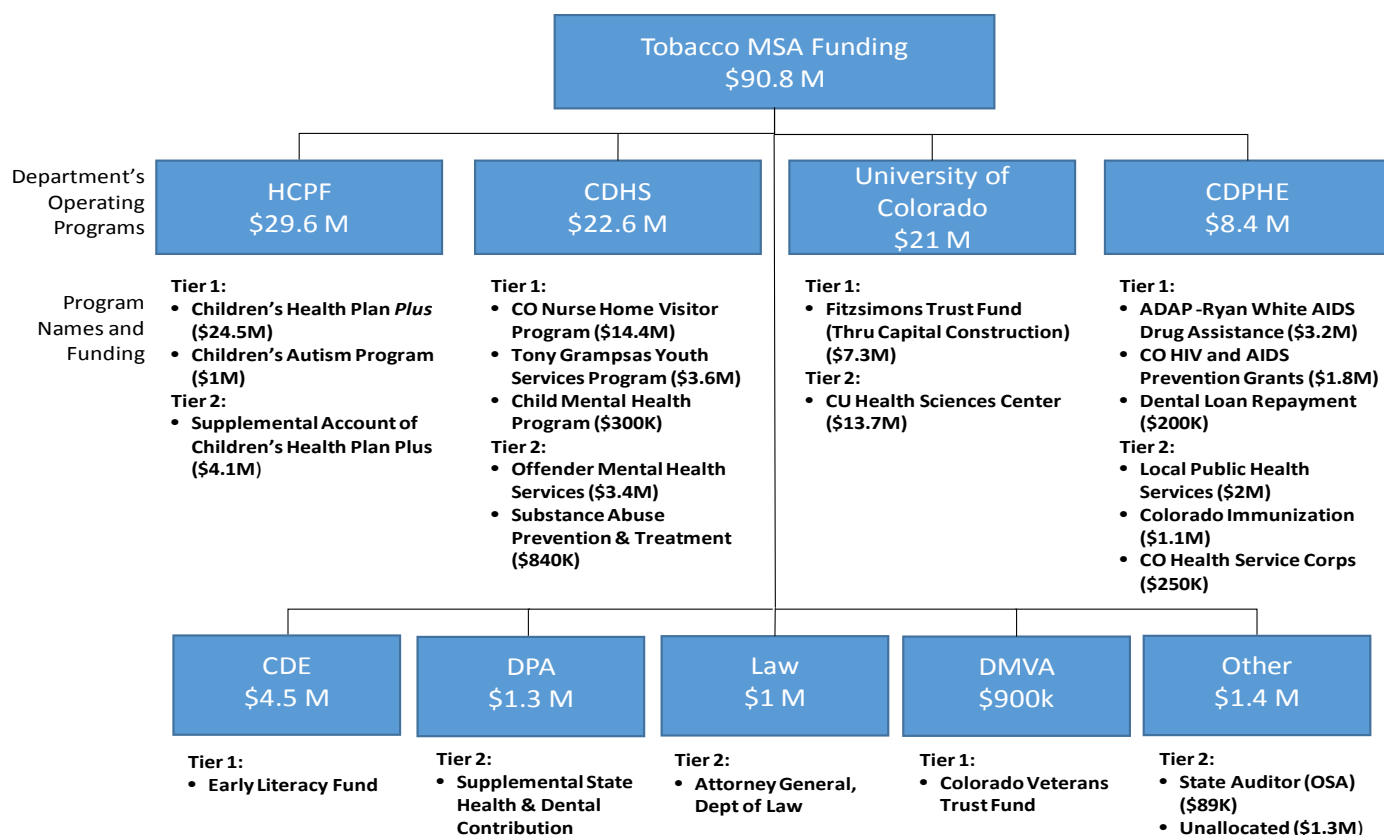 Tobacco MSA Funding
$90.8 M
Department’s
Operating
Programs
HCPF
$29.6 M
CDHS
$22.6 M
University of
Colorado
$21 M
CDPHE
$8.4 M
Program
Names and
Funding
Tier 1:
• Children’s Health Plan Plus
($24.5M)
• Children’s Autism Program
($1M)
Tier 2:
• Supplemental Account of
Children’s Health Plan Plus
($4.1M)
Tier 1:
• CO Nurse Home Visitor
Program ($14.4M)
• Tony Grampsas Youth
Services Program ($3.6M)
• Child Mental Health
Program ($300K)
Tier 2:
• Offender Mental Health
Services ($3.4M)
• Substance Abuse
Prevention & Treatment
($840K)
Tier 1:
• Fitzsimons Trust Fund
(Thru Capital Construction)
($7.3M)
Tier 2:
• CU Health Sciences Center
($13.7M)
Tier 1:
• ADAP -Ryan White AIDS
Drug Assistance ($3.2M)
• CO HIV and AIDS
Prevention Grants ($1.8M)
• Dental Loan Repayment
($200K)
Tier 2:
• Local Public Health
Services ($2M)
• Colorado Immunization
($1.1M)
• CO Health Service Corps
($250K)
CDE
$4.5 M
DPA
$1.3 M
Law
$1 M
DMVA
$900k
Other
$1.4 M
Tier 1:
• Early Literacy Fund
Tier 2:
• Supplemental State
Health & Dental
Contribution
Tier 2:
• Attorney General,
Dept of Law
Tier 1:
• Colorado Veterans
Trust Fund
Tier 2:
• State Auditor (OSA)
($89K)
• Unallocated ($1.3M)